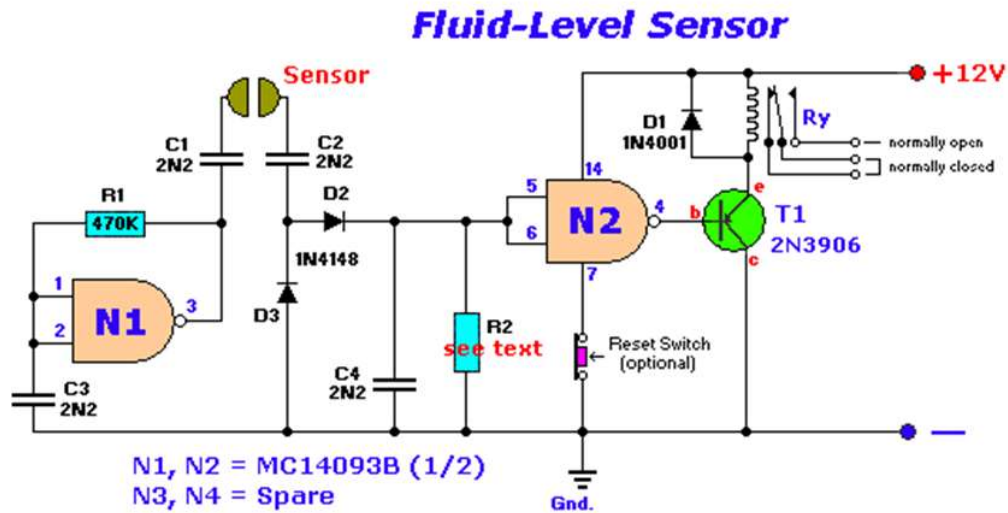 Fluid-Level Sensor
Sensor
+12V
C1
2N2
C2
2N2
D1
1N4001
Ry
normally open
normally closed
R1
470K
D2
1N4148
14
5
6
N2
4
b
e
c
T1
2N3906
7
1
2
N1
3
D3
R2
see text
Reset Switch
(optional)
C3
2N2
C4
2N2
N1, N2 = MC14093B (1/2)
N3, N4 = Spare
Gnd.